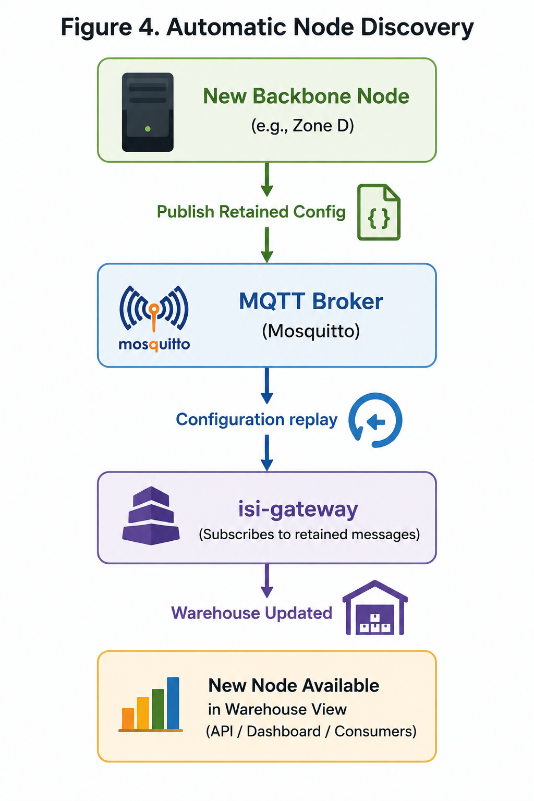 Figure 4. Automatic Node Discovery
New Backbone Node
(e.g., Zone D)
Publish Retained Config
{ }
MQTT Broker
(Mosquitto)
mosquitto
Configuration replay
isi-gateway
(Subscribes to retained messages)
Warehouse Updated
New Node Available
in Warehouse View
(API / Dashboard / Consumers)